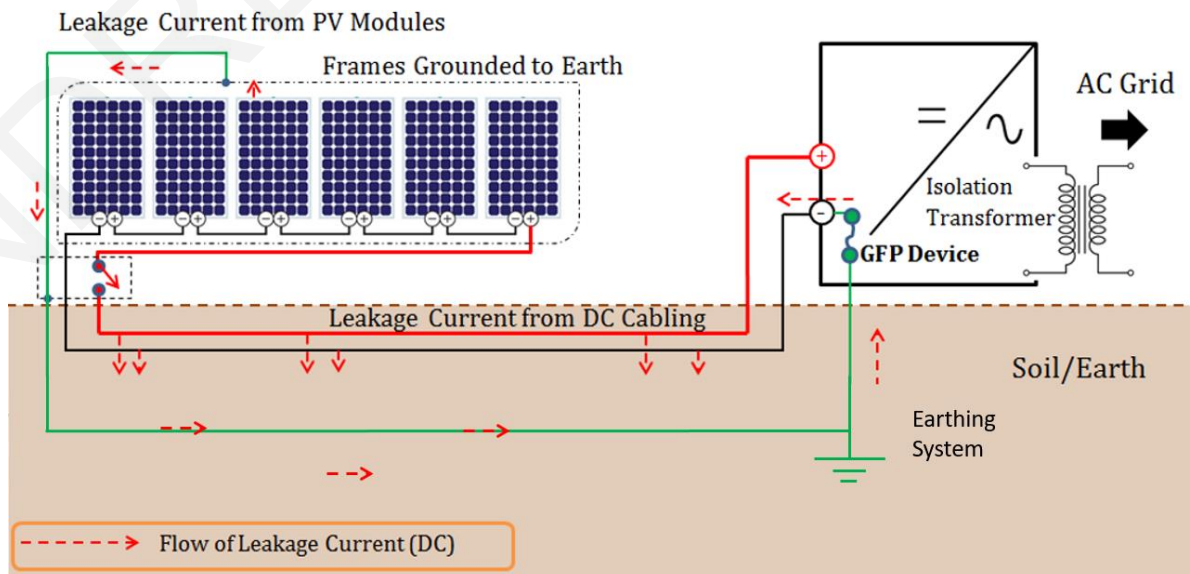 Leakage Current from PV Modules
Frames Grounded to Earth
AC Grid
Isolation
Transformer
GFP Device
Leakage Current from DC Cabling
Soil/Earth
Earthing
System
Flow of Leakage Current (DC)